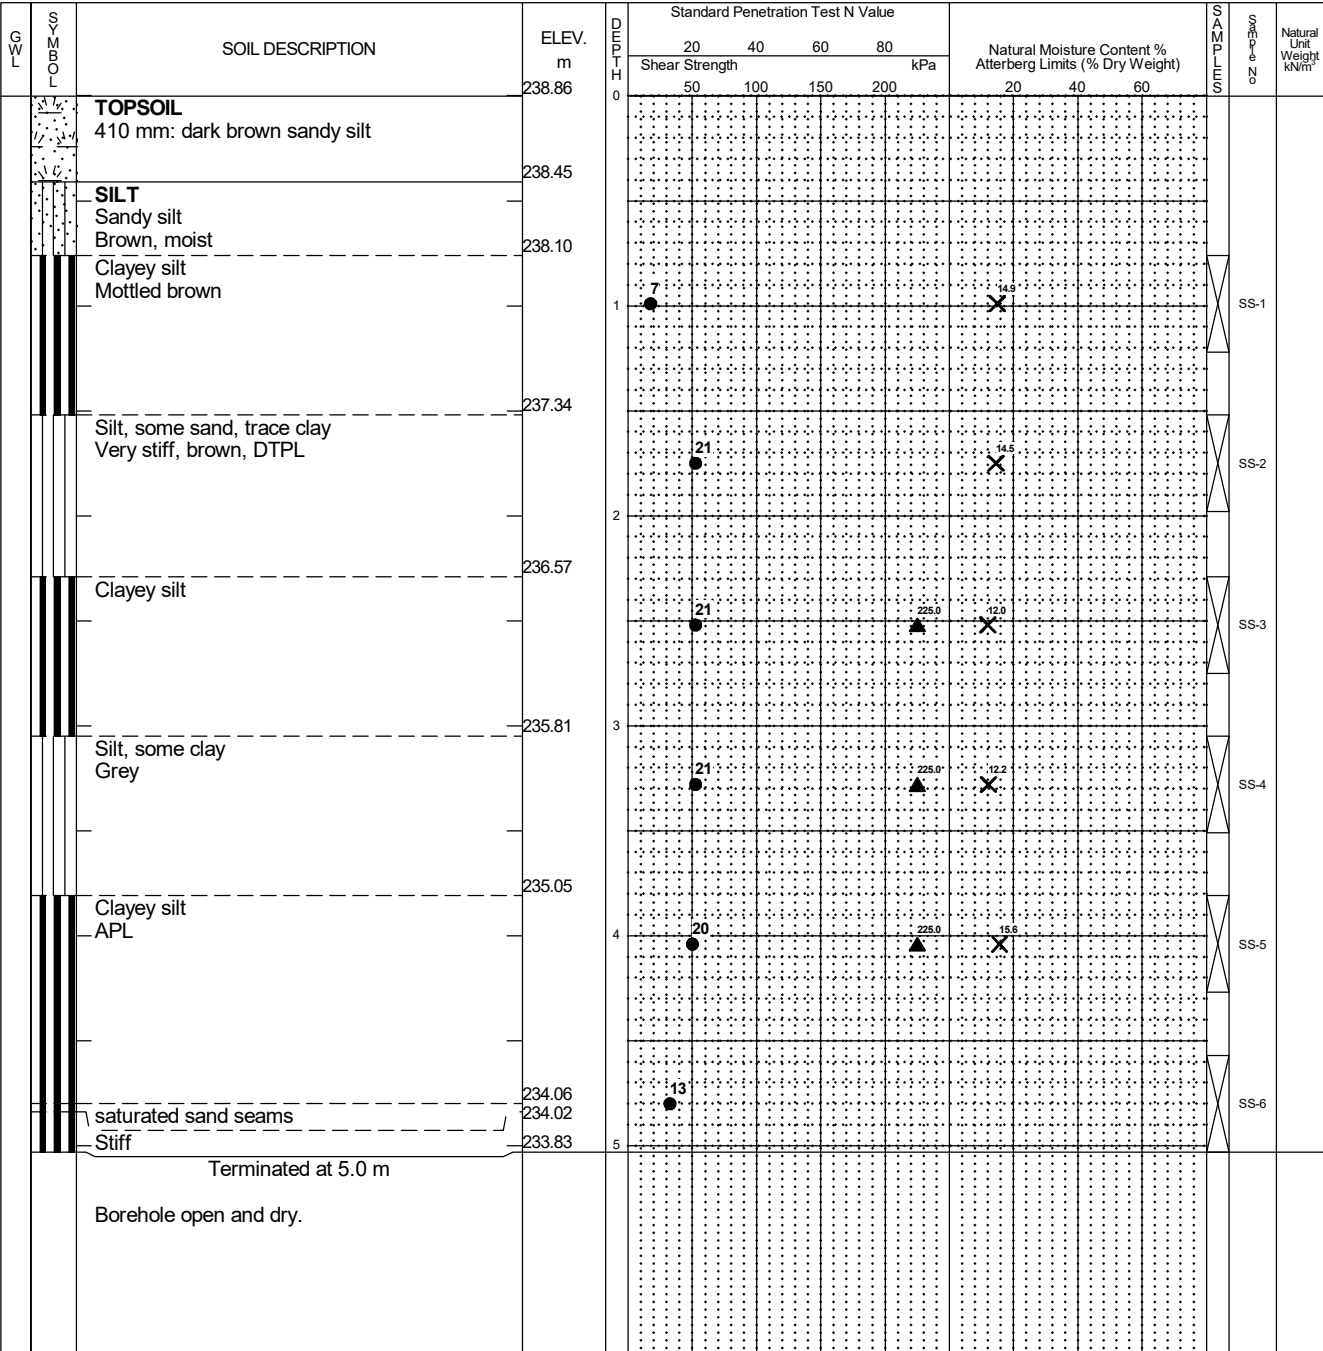 GWL
SYMBOL
SOIL DESCRIPTION
ELEV.
m
DEPTH
Standard Penetration Test N Value
20 40 60 80
Shear Strength kPa
50 100 150 200
Natural Moisture Content %
Atterberg Limits (% Dry Weight)
20 40 60
SAMPLES
Sample No
Natural
Unit
Weight
kN/m³
238.86
0
TOPSOIL
410 mm: dark brown sandy silt
238.45
SILT
Sandy silt
Brown, moist
238.10
Clayey silt
Mottled brown
7
14.9
1
SS-1
237.34
Silt, some sand, trace clay
Very stiff, brown, DTPL
21
14.5
SS-2
2
236.57
Clayey silt
21
225.0
12.0
SS-3
235.81
3
Silt, some clay
Grey
21
225.0
12.2
SS-4
235.05
Clayey silt
APL
20
225.0
15.6
4
SS-5
234.06
13
saturated sand seams
234.02
SS-6
Stiff
233.83
5
Terminated at 5.0 m
Borehole open and dry.